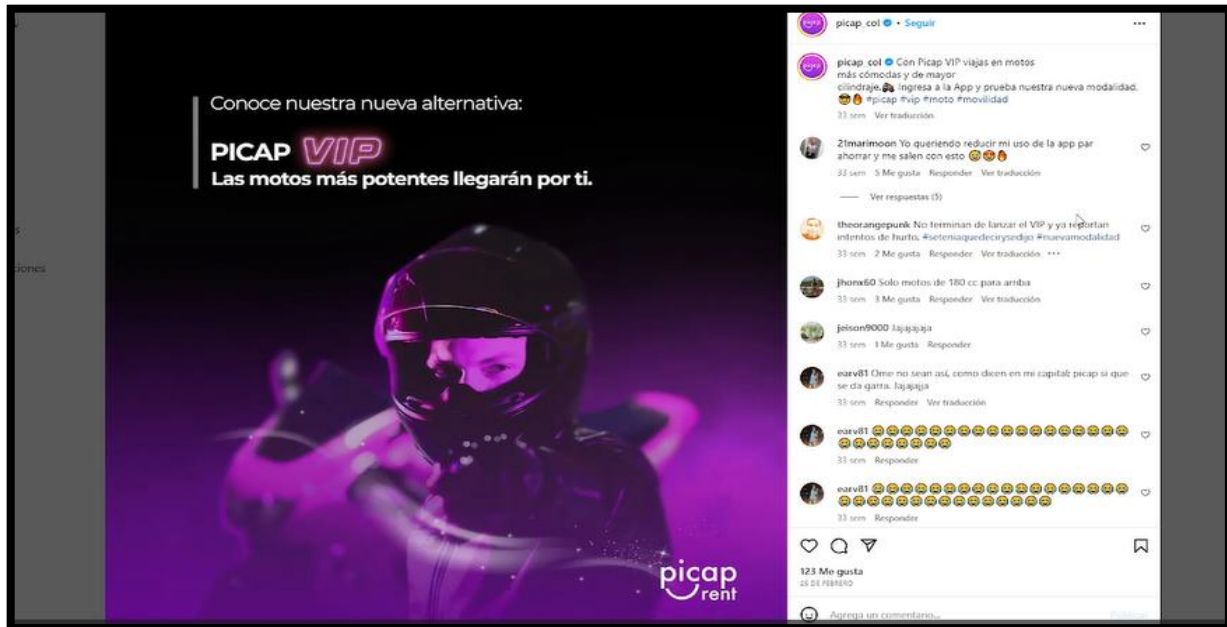 Conoce nuestra nueva alternativa:
PICAP VIP
Las motos más potentes llegarán por ti.
picap
rent
ciones
picap
picap_col • Seguir
picap
picap_col Con Picap VIP viajas en motos
más cómodas y de mayor
cilindraje. Ingresa a la App y prueba nuestra nueva modalidad.
#picap #vip #moto #movilidad
33 sem Ver traducción
21marimoon Yo queriendo reducir mi uso de la app par
ahorrar y me salen con esto
33 sem 5 Me gusta Responder Ver traducción
Ver respuestas (5)
theorangepunk No terminan de lanzar el VIP y ya reportan
intentos de hurto. #seteniaquedecirysedijo #nuevamodalidad
33 sem 2 Me gusta Responder Ver traducción
jhonx60 Solo motos de 180 cc para arriba
33 sem 3 Me gusta Responder Ver traducción
jeison9000 Jajajajaja
33 sem 1 Me gusta Responder
earv81 Ome no sean así, como dicen en mi capital: picap si que
se da garra. Jajajajja
33 sem Responder Ver traducción
earv81
33 sem Responder
earv81
33 sem Responder
123 Me gusta
25 DE FEBRERO
Agrega un comentario...